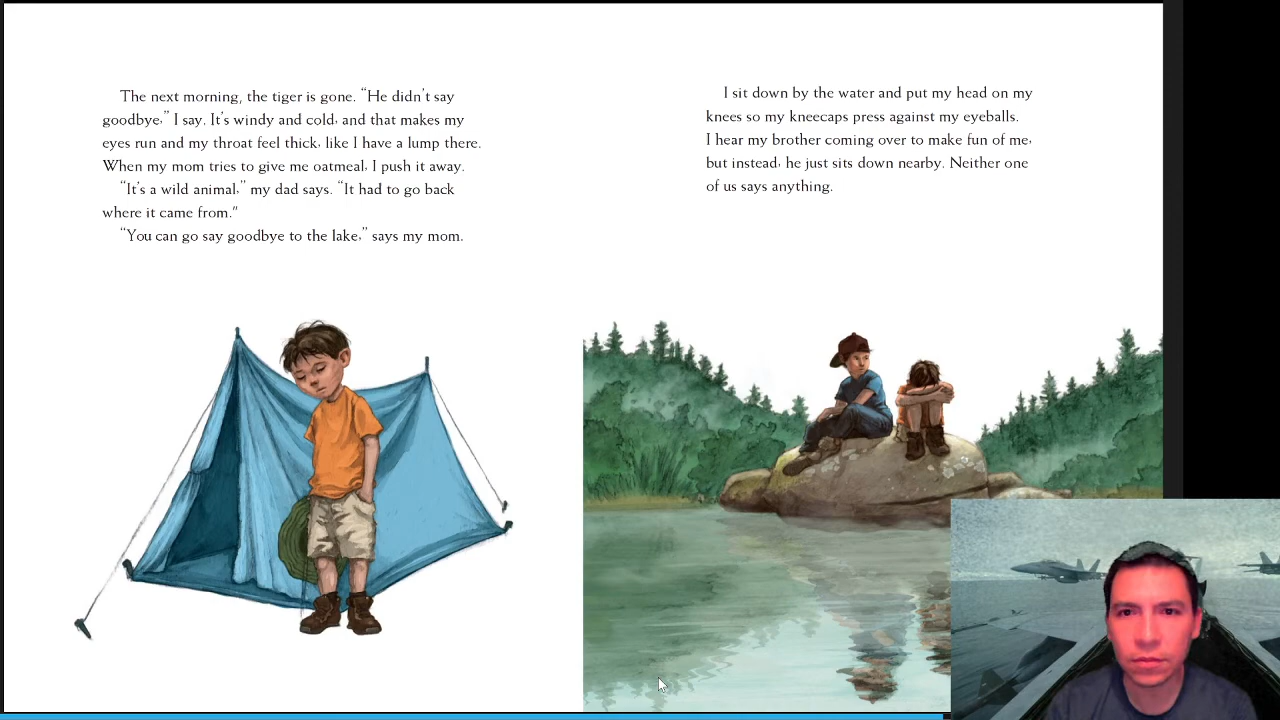 The next morning, the tiger is gone. “He didn’t say
goodbye,” I say. It’s windy and cold, and that makes my
eyes run and my throat feel thick, like I have a lump there.
When my mom tries to give me oatmeal, I push it away.
“It’s a wild animal,” my dad says. “It had to go back
where it came from.”
“You can go say goodbye to the lake,” says my mom.
I sit down by the water and put my head on my
knees so my kneecaps press against my eyeballs.
I hear my brother coming over to make fun of me,
but instead, he just sits down nearby. Neither one
of us says anything.